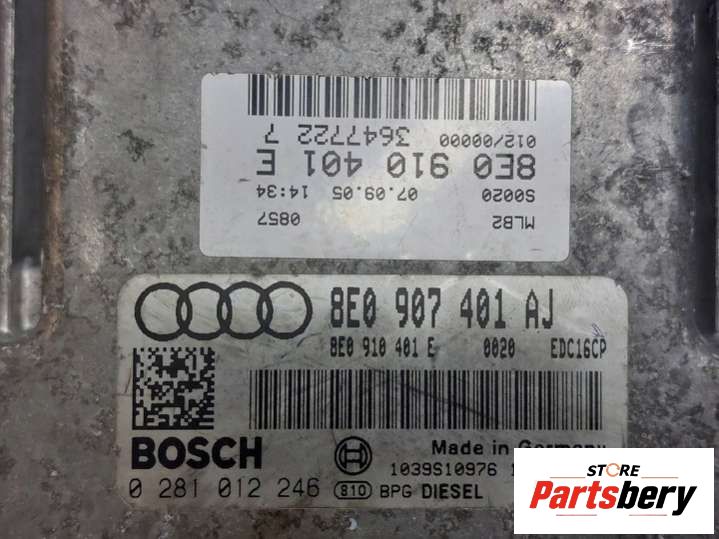 MLB2 0857
S0020 07.09.05 14:34
8E0 910 401 E
012/00000 3647722 7
8E0 907 401 AJ
8E0 910 401 E 0020 EDC16CP
BOSCH
Made in Germany
1039S10976
0 281 012 246 810 BPG DIESEL
STORE
Partsbery